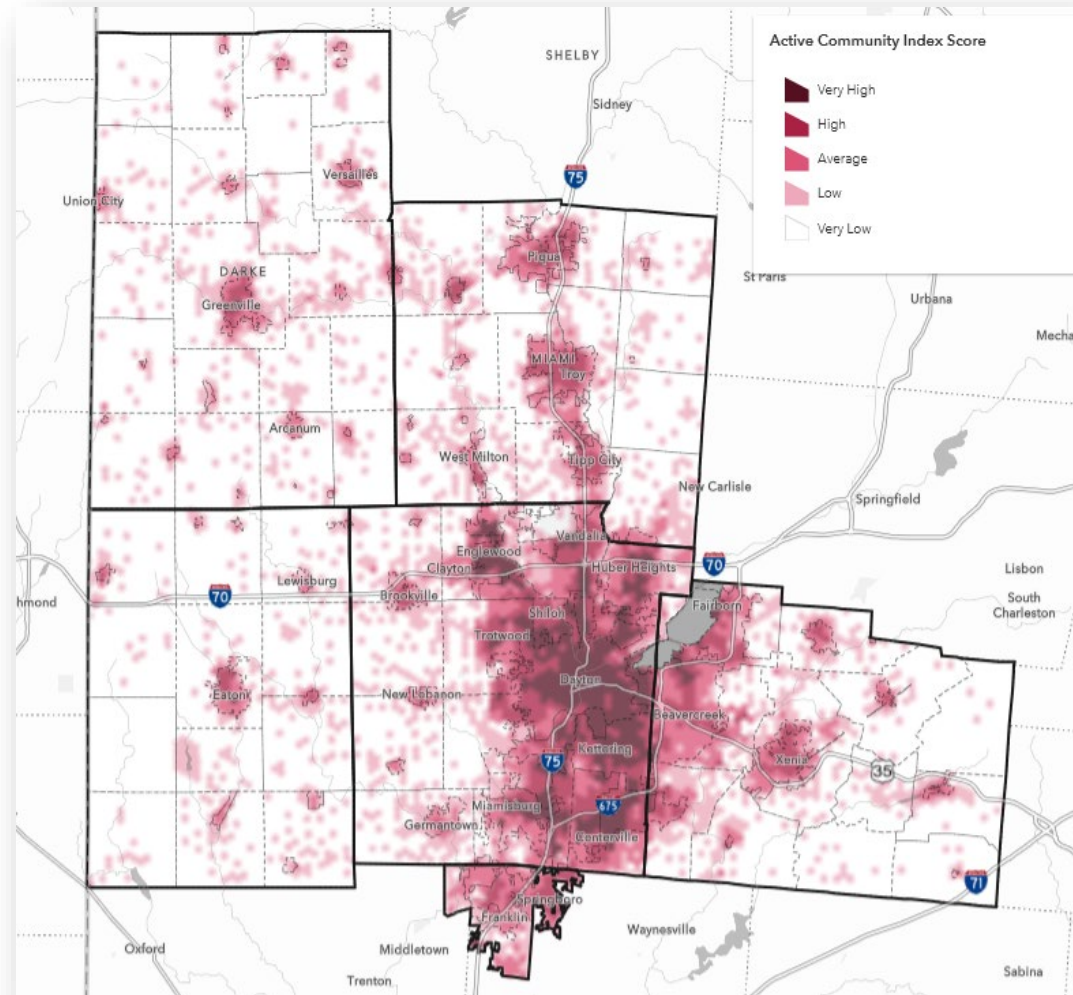 Active Community Index Score
Very High
High
Average
Low
Very Low
SHELBY
Sidney
75
Versailles
Union City
Piqua
St Paris
DARKE
Greenville
Urbana
Mecha
MIAMI
Troy
Arcanum
West Milton
Tipp City
New Carlisle
Springfield
Vandalia
Englewood
Clayton
Huber Heights
70
Lewisburg
Brookville
70
Lisbon
South
Charleston
hmond
Fairborn
Shiloh
Trotwood
Dayton
Eaton
New Lebanon
Beavercreek
Kettering
Xenia
75
35
Miamisburg
675
Germantown
Centerville
71
Springboro
Franklin
Waynesville
Oxford
Middletown
Trenton
Sabina